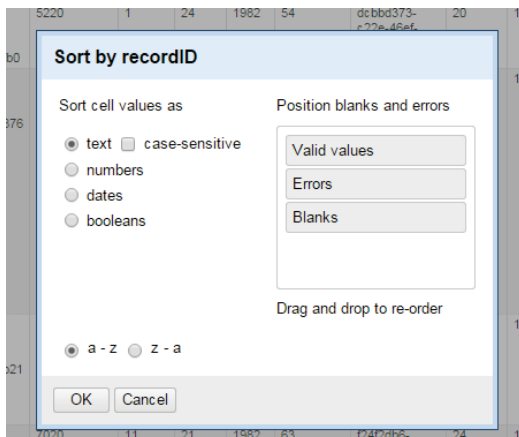 5220 1 24 1982 54 dcbbd373- 20
c22e-46ef-
b0
Sort by recordID
Sort cell values as
Position blanks and errors
376
text case-sensitive
numbers
dates
booleans
Valid values
Errors
Blanks
Drag and drop to re-order
a - z z - a
b21
OK Cancel
7020 11 21 1982 63 f24f2db6- 24